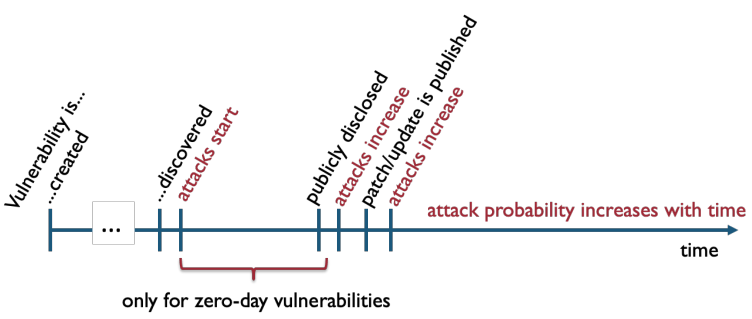 Vulnerability is...
...created
...
...discovered
attacks start
publicly disclosed
attacks increase
patch/update is published
attacks increase
attack probability increases with time
time
only for zero-day vulnerabilities